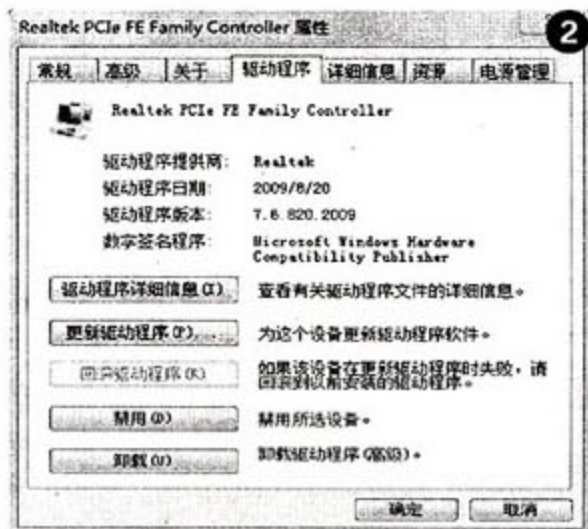 Realtek PCIe FE Family Controller 属性
2
常规 高级 关于 驱动程序 详细信息 资源 电源管理
Realtek PCIe FE Family Controller
驱动程序提供商: Realtek
驱动程序日期: 2009/8/20
驱动程序版本: 7.6.820.2009
数字签名程序: Microsoft Windows Hardware
Compatibility Publisher
驱动程序详细信息(I) 查看有关驱动程序文件的详细信息。
更新驱动程序(P)... 为这个设备更新驱动程序软件。
回滚驱动程序(R) 如果该设备在更新驱动程序时失败，请
回滚到以前安装的驱动程序。
禁用(D) 禁用所选设备。
卸载(U) 卸载驱动程序(高级)。
确定 取消